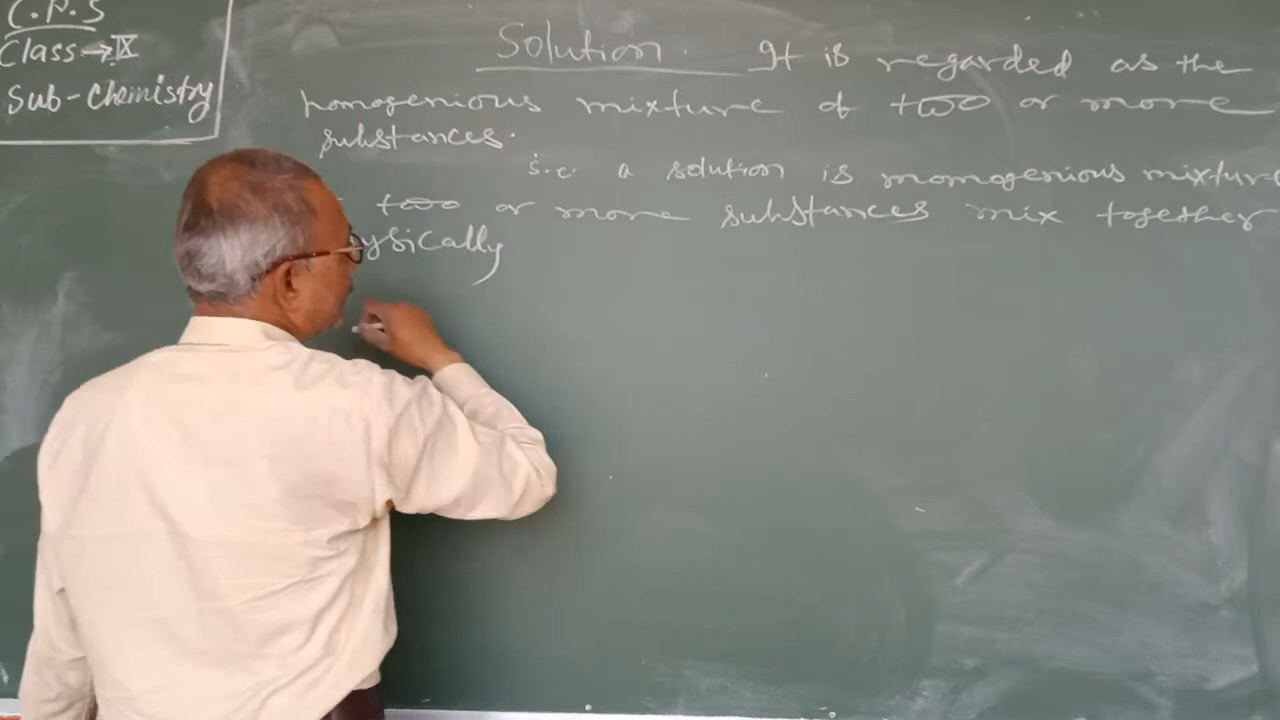 C.P.S
Class→IX
Sub-Chemistry
Solution. It is regarded as the
homogenious mixture of two or more
substances.
i.e. a solution is homogenious mixture
two or more substances mix together
ysically